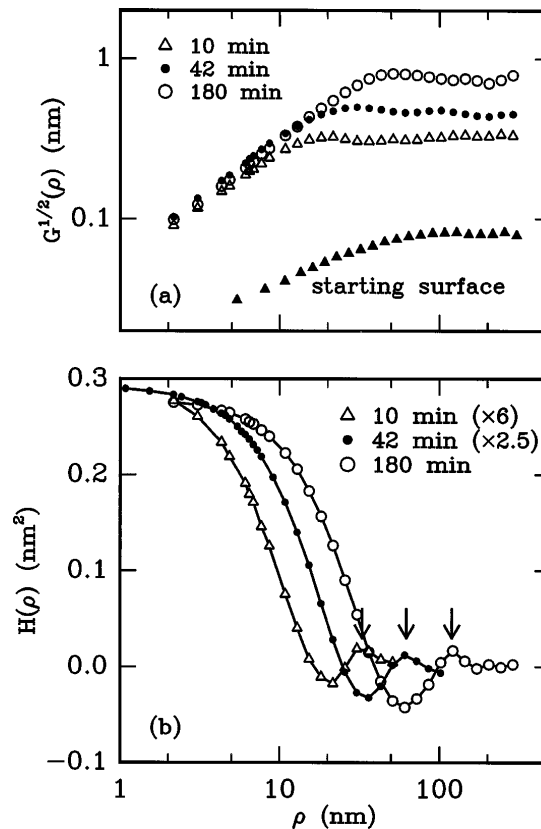 △ 10 min
● 42 min
○ 180 min
1
0.1
G^{1/2}(ρ) (nm)
(a)
starting surface
△ 10 min (×6)
● 42 min (×2.5)
○ 180 min
0.3
0.2
0.1
0.0
−0.1
H(ρ) (nm²)
(b)
1 10 100
ρ (nm)